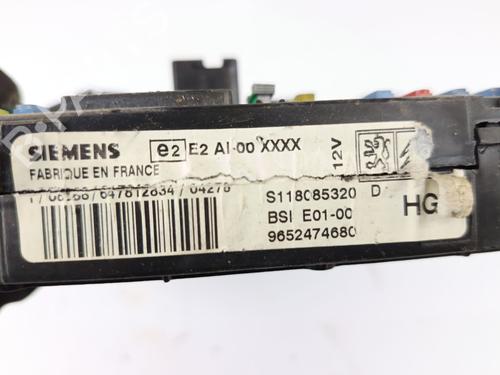 SIEMENS e2 E2 AI-00 XXXX 12V
FABRIQUE EN FRANCE
S118085320 D
BSI E01-00 HG
9652474680